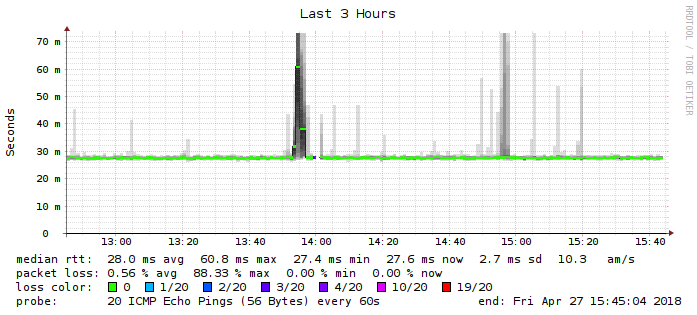 Last 3 Hours
RRDTOOL / TOBI OETIKER
Seconds
70 m
60 m
50 m
40 m
30 m
20 m
10 m
0
13:00 13:20 13:40 14:00 14:20 14:40 15:00 15:20 15:40
median rtt: 28.0 ms avg 60.8 ms max 27.4 ms min 27.6 ms now 2.7 ms sd 10.3 am/s
packet loss: 0.56 % avg 88.33 % max 0.00 % min 0.00 % now
loss color: 0 1/20 2/20 3/20 4/20 10/20 19/20
probe: 20 ICMP Echo Pings (56 Bytes) every 60s end: Fri Apr 27 15:45:04 2018